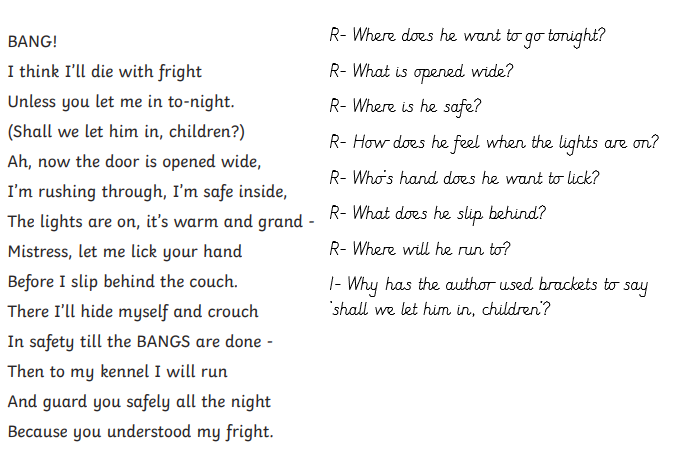 BANG!
I think I'll die with fright
Unless you let me in to-night.
(Shall we let him in, children?)
Ah, now the door is opened wide,
I'm rushing through, I'm safe inside,
The lights are on, it's warm and grand -
Mistress, let me lick your hand
Before I slip behind the couch.
There I'll hide myself and crouch
In safety till the BANGS are done -
Then to my kennel I will run
And guard you safely all the night
Because you understood my fright.
R- Where does he want to go tonight?
R- What is opened wide?
R- Where is he safe?
R- How does he feel when the lights are on?
R- Who's hand does he want to lick?
R- What does he slip behind?
R- Where will he run to?
I- Why has the author used brackets to say
'shall we let him in, children'?